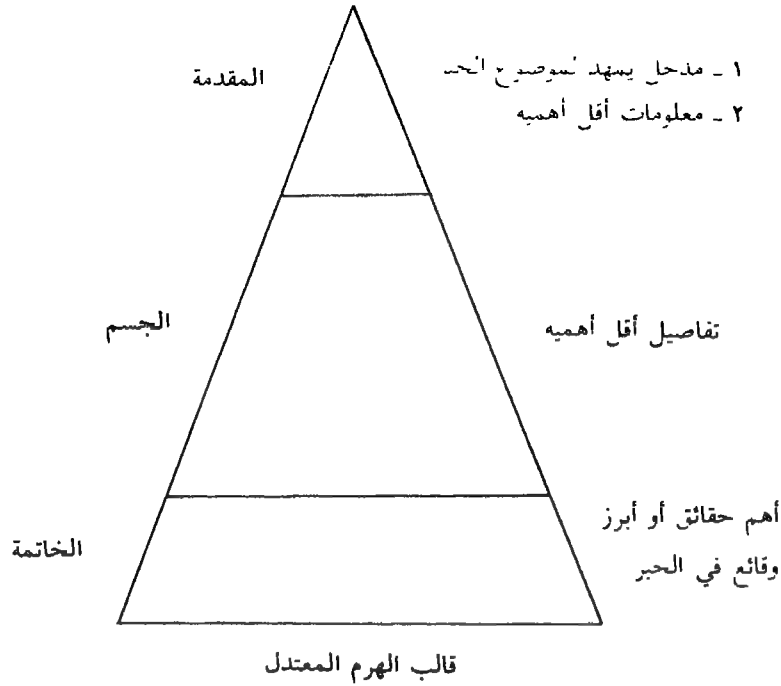 المقدمة
١ ـ مدخل يمهد لموضوع الخبر
٢ ـ معلومات أقل أهميه
الجسم
تفاصيل أقل أهميه
أهم حقائق أو أبرز
وقائع في الخبر
الخاتمة
قالب الهرم المعتدل